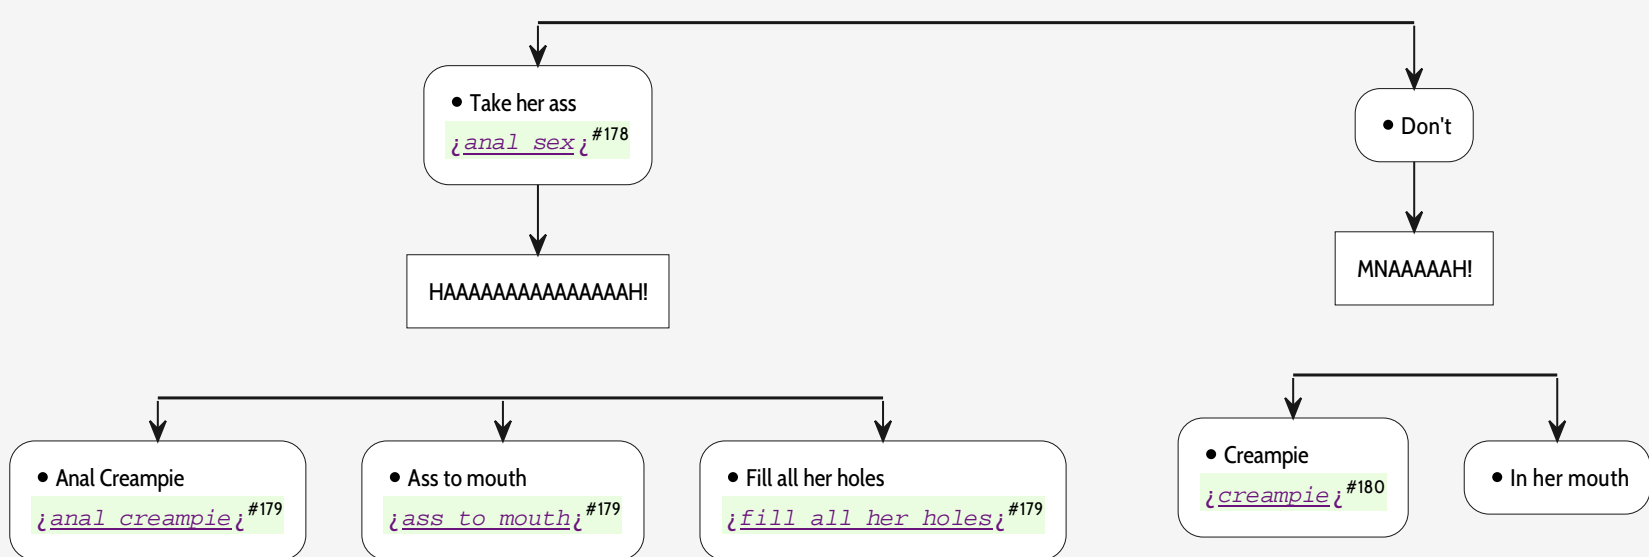 • Take her ass
¿anal sex¿#178
• Don't
HAAAAAAAAAAAAAAAH!
MNAAAAAH!
• Anal Creampie
¿anal creampie¿#179
• Ass to mouth
¿ass to mouth¿#179
• Fill all her holes
¿fill all her holes¿#179
• Creampie
¿creampie¿#180
• In her mouth